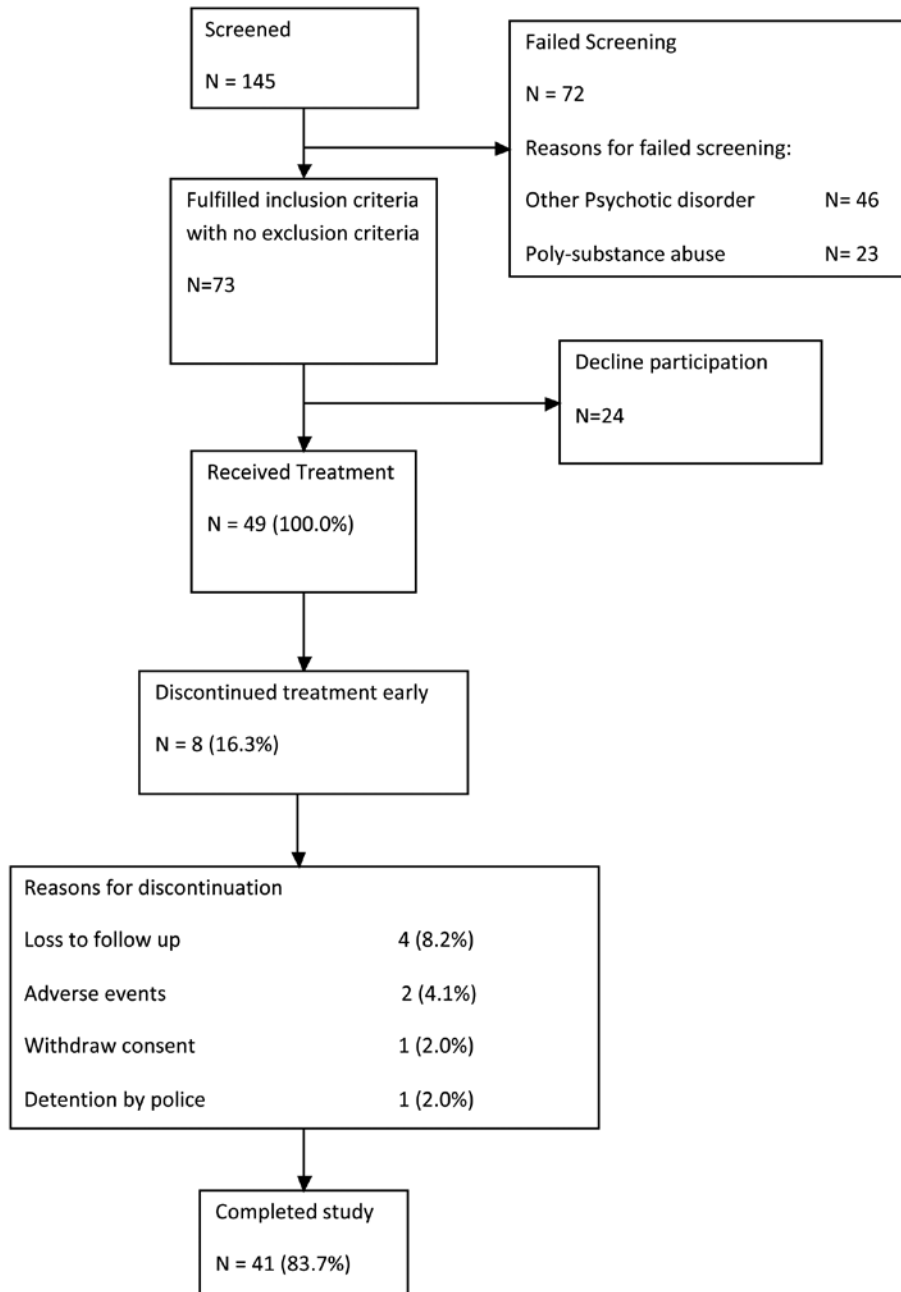 Screened
N = 145
Failed Screening
N = 72
Reasons for failed screening:
Other Psychotic disorder N= 46
Poly-substance abuse N= 23
Fulfilled inclusion criteria
with no exclusion criteria
N=73
Decline participation
N=24
Received Treatment
N = 49 (100.0%)
Discontinued treatment early
N = 8 (16.3%)
Reasons for discontinuation
Loss to follow up 4 (8.2%)
Adverse events 2 (4.1%)
Withdraw consent 1 (2.0%)
Detention by police 1 (2.0%)
Completed study
N = 41 (83.7%)